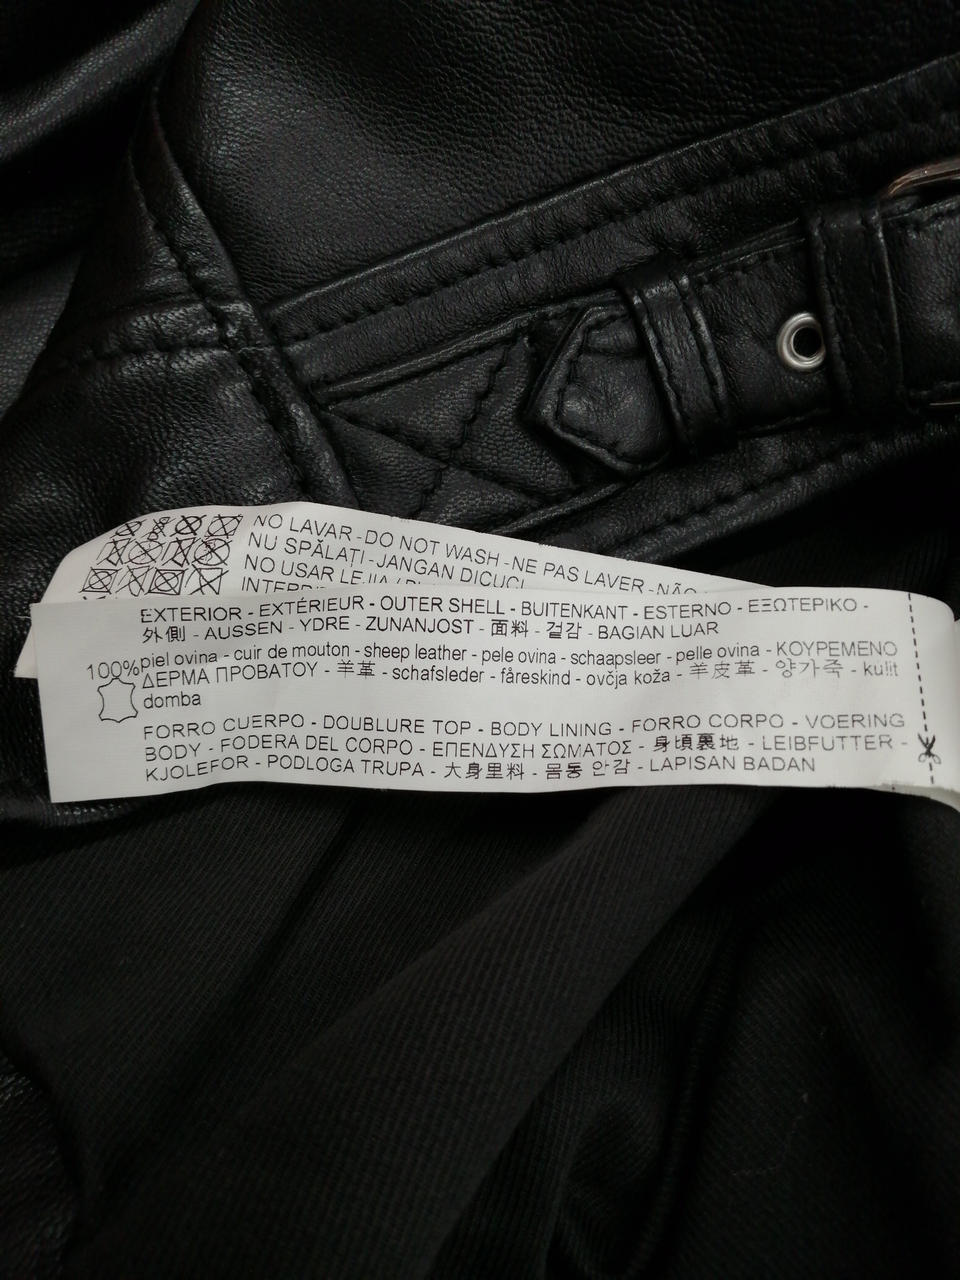 NO LAVAR - DO NOT WASH - NE PAS LAVER - NÃO
NU SPĂLAȚI - JANGAN DICUCI
NO USAR LEJIA /
EXTERIOR - EXTÉRIEUR - OUTER SHELL - BUITENKANT - ESTERNO - ΕΞΩΤΕΡΙΚΟ -
外側 - AUSSEN - YDRE - ZUNANJOST - 面料 - 겉감 - BAGIAN LUAR
100% piel ovina - cuir de mouton - sheep leather - pele ovina - schaapsleer - pelle ovina - ΚΟΥΡΕΜΕΝΟ
ΔΕΡΜΑ ΠΡΟΒΑΤΟΥ - 羊革 - schafsleder - fåreskind - ovčja koža - 羊皮革 - 양가죽 - kulit
domba
FORRO CUERPO - DOUBLURE TOP - BODY LINING - FORRO CORPO - VOERING
BODY - FODERA DEL CORPO - ΕΠΕΝΔΥΣΗ ΣΩΜΑΤΟΣ - 身頃裏地 - LEIBFUTTER -
KJOLEFOR - PODLOGA TRUPA - 大身里料 - 몸통 안감 - LAPISAN BADAN